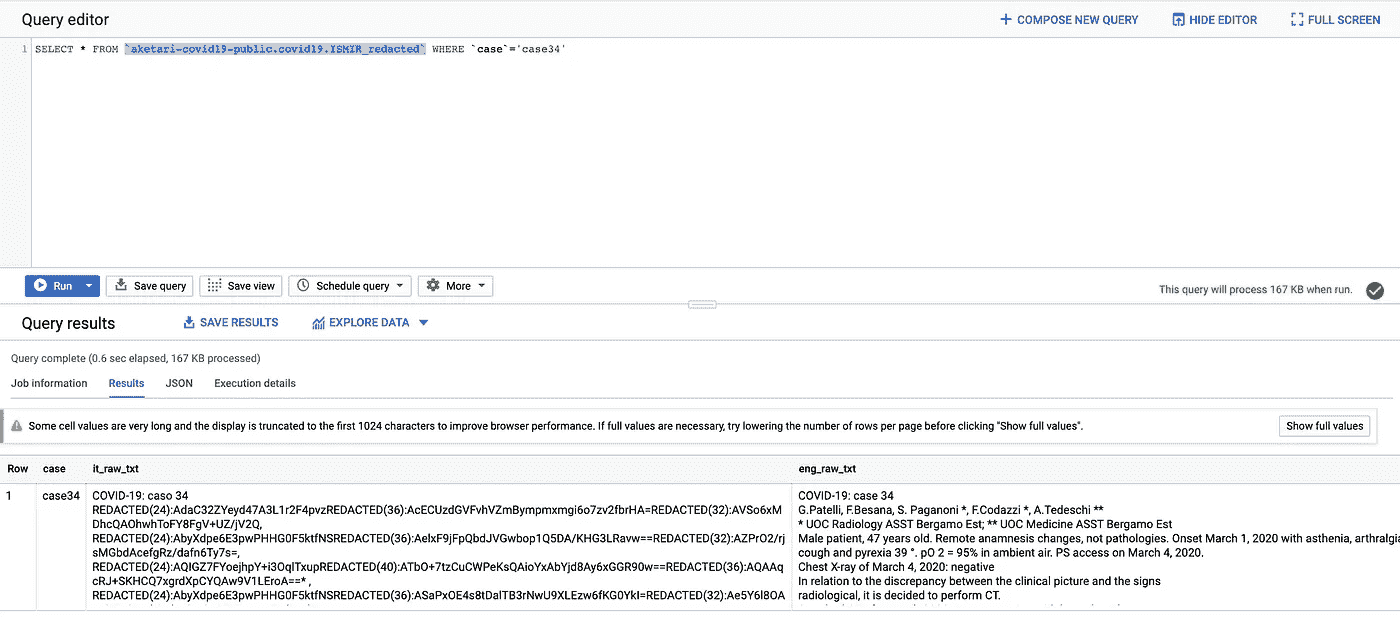 Query editor
COMPOSE NEW QUERY
HIDE EDITOR
FULL SCREEN
1 SELECT * FROM `aketari-covid19-public.covid19.ISMIR_redacted` WHERE `case`='case34'
Run
Save query
Save view
Schedule query
More
This query will process 167 KB when run.
Query results
SAVE RESULTS
EXPLORE DATA
Query complete (0.6 sec elapsed, 167 KB processed)
Job information
Results
JSON
Execution details
Some cell values are very long and the display is truncated to the first 1024 characters to improve browser performance. If full values are necessary, try lowering the number of rows per page before clicking "Show full values".
Show full values
Row case it_raw_txt eng_raw_txt
1 case34
COVID-19: caso 34
REDACTED(24):AdaC32ZYeyd47A3L1r2F4pvzREDACTED(36):AcECUzdGVFvhVZmBympmxmgi6o7zv2fbrHA=REDACTED(32):AVSo6xM
DhcQAOhwhToFY8FgV+UZ/jV2Q,
REDACTED(24):AbyXdpe6E3pwPHHG0F5ktfNSREDACTED(36):AelxF9jFpQbdJVGwbop1Q5DA/KHG3LRavw==REDACTED(32):AZPrO2/rj
sMGbdAcefgRz/dafn6Ty7s=,
REDACTED(24):AQIGZ7FYoejhpY+i3OqlTxupREDACTED(40):ATbO+7tzCuCWPeKsQAioYxAbYjd8Ay6xGGR90w==REDACTED(36):AQAAq
cRJ+SKHCQ7xgrdXpCYQAw9V1LEroA==* ,
REDACTED(24):AbyXdpe6E3pwPHHG0F5ktfNSREDACTED(36):ASaPxOE4s8tDalTB3rNwU9XLEzw6fKG0YkI=REDACTED(32):Ae5Y6l8OA
COVID-19: case 34
G.Patelli, F.Besana, S. Paganoni *, F.Codazzi *, A.Tedeschi **
* UOC Radiology ASST Bergamo Est; ** UOC Medicine ASST Bergamo Est
Male patient, 47 years old. Remote anamnesis changes, not pathologies. Onset March 1, 2020 with asthenia, arthralgia
cough and pyrexia 39 °. pO 2 = 95% in ambient air. PS access on March 4, 2020.
Chest X-ray of March 4, 2020: negative
In relation to the discrepancy between the clinical picture and the signs
radiological, it is decided to perform CT.